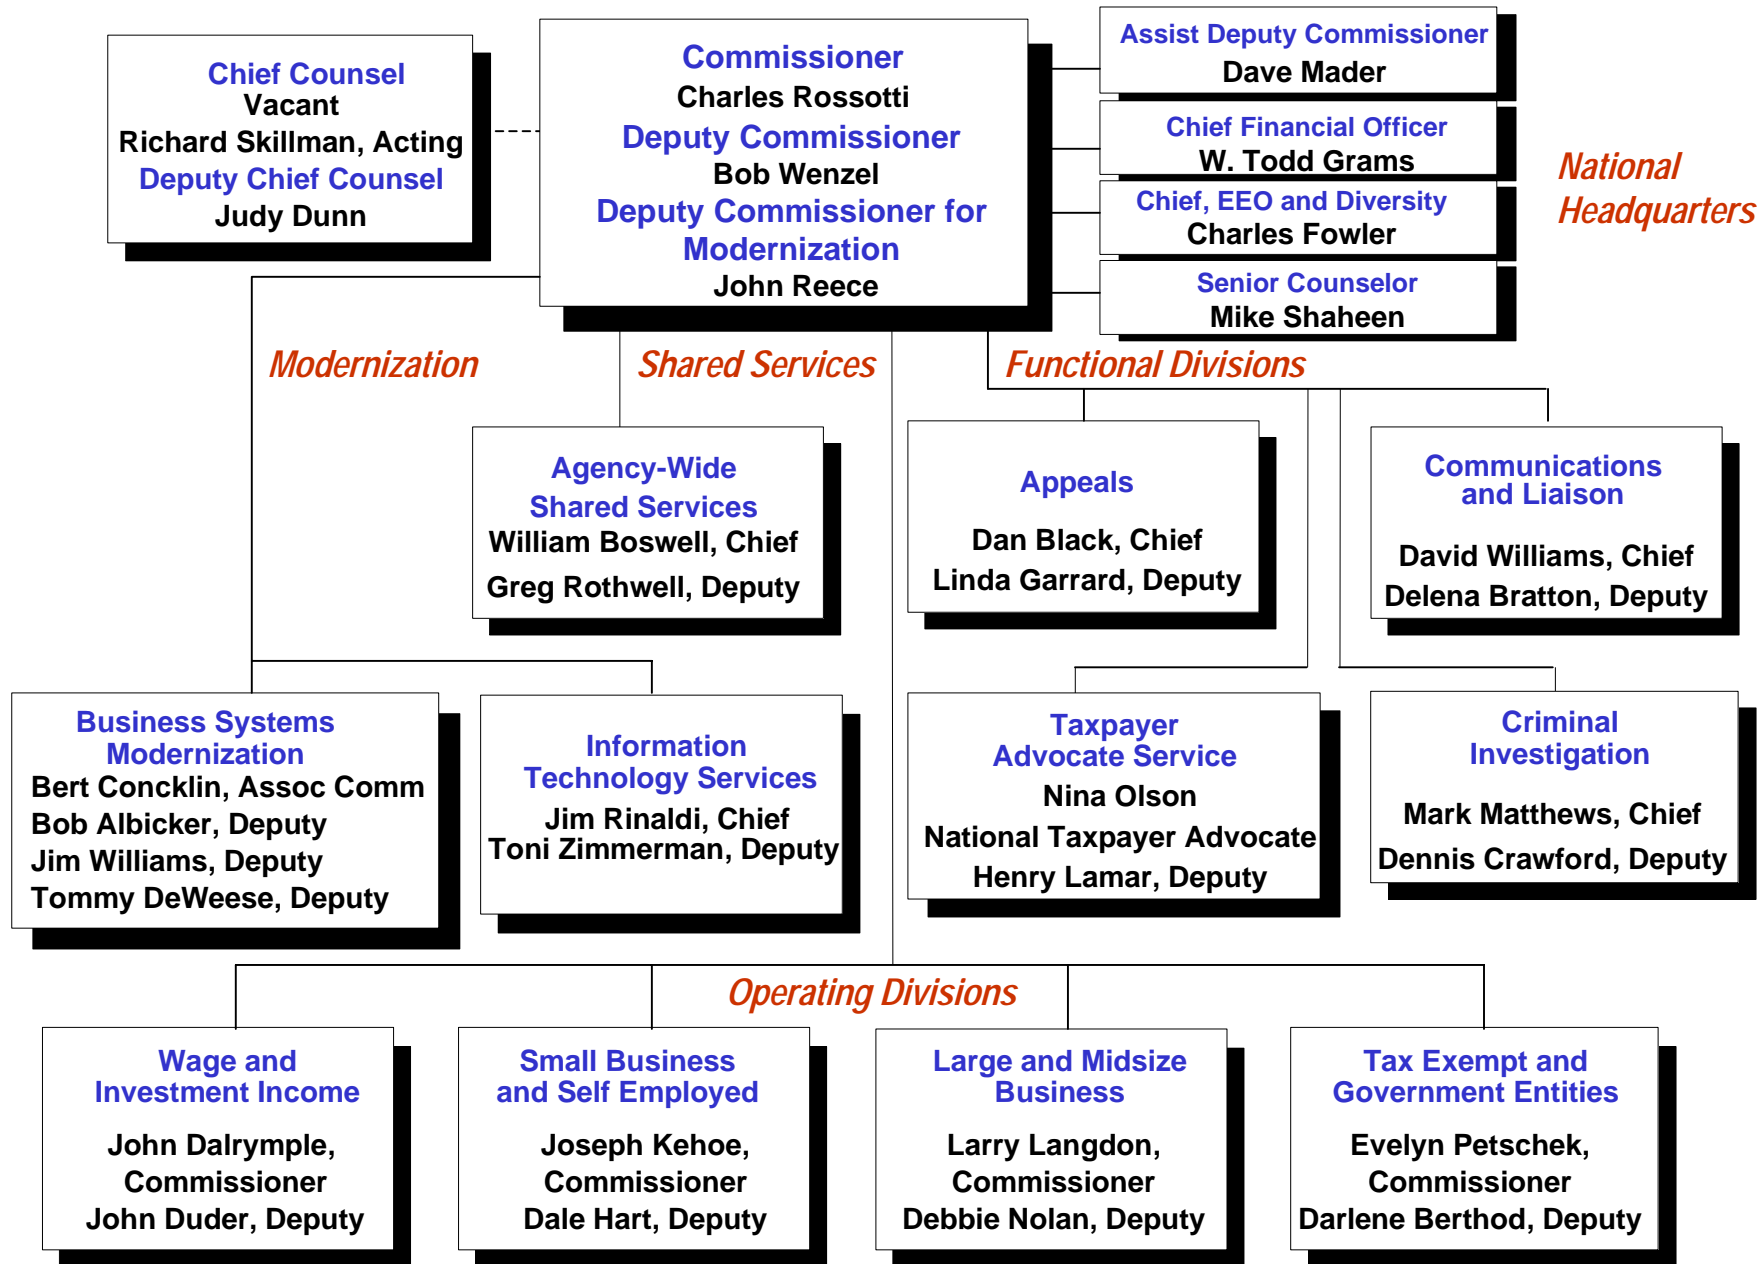 Chief Counsel
Vacant
Richard Skillman, Acting
Deputy Chief Counsel
Judy Dunn
Commissioner
Charles Rossotti
Deputy Commissioner
Bob Wenzel
Deputy Commissioner for
Modernization
John Reece
Assist Deputy Commissioner
Dave Mader
Chief Financial Officer
W. Todd Grams
Chief, EEO and Diversity
Charles Fowler
Senior Counselor
Mike Shaheen
National
Headquarters
Modernization
Shared Services
Functional Divisions
Agency-Wide
Shared Services
William Boswell, Chief
Greg Rothwell, Deputy
Appeals
Dan Black, Chief
Linda Garrard, Deputy
Communications
and Liaison
David Williams, Chief
Delena Bratton, Deputy
Business Systems
Modernization
Bert Concklin, Assoc Comm
Bob Albicker, Deputy
Jim Williams, Deputy
Tommy DeWeese, Deputy
Information
Technology Services
Jim Rinaldi, Chief
Toni Zimmerman, Deputy
Taxpayer
Advocate Service
Nina Olson
National Taxpayer Advocate
Henry Lamar, Deputy
Criminal
Investigation
Mark Matthews, Chief
Dennis Crawford, Deputy
Operating Divisions
Wage and
Investment Income
John Dalrymple,
Commissioner
John Duder, Deputy
Small Business
and Self Employed
Joseph Kehoe,
Commissioner
Dale Hart, Deputy
Large and Midsize
Business
Larry Langdon,
Commissioner
Debbie Nolan, Deputy
Tax Exempt and
Government Entities
Evelyn Petschek,
Commissioner
Darlene Berthod, Deputy